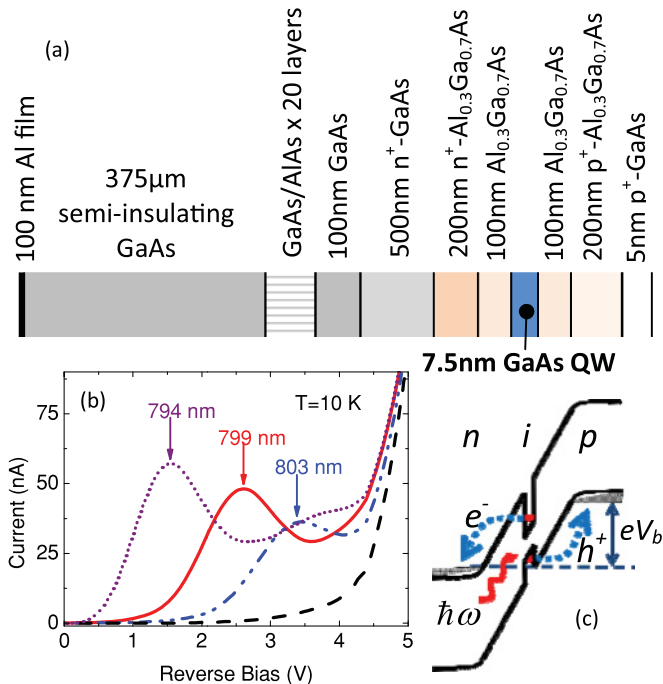 (a)
100 nm Al film
375μm
semi-insulating
GaAs
GaAs/AlAs x 20 layers
100nm GaAs
500nm n⁺-GaAs
200nm n⁺-Al₀.₃Ga₀.₇As
100nm Al₀.₃Ga₀.₇As
100nm Al₀.₃Ga₀.₇As
200nm p⁺-Al₀.₃Ga₀.₇As
5nm p⁺-GaAs
7.5nm GaAs QW
(b)
T=10 K
794 nm
799 nm
803 nm
Current (nA)
75
50
25
0
0 1 2 3 4 5
Reverse Bias (V)
n i p
e⁻
h⁺
eV_b
ħω
(c)